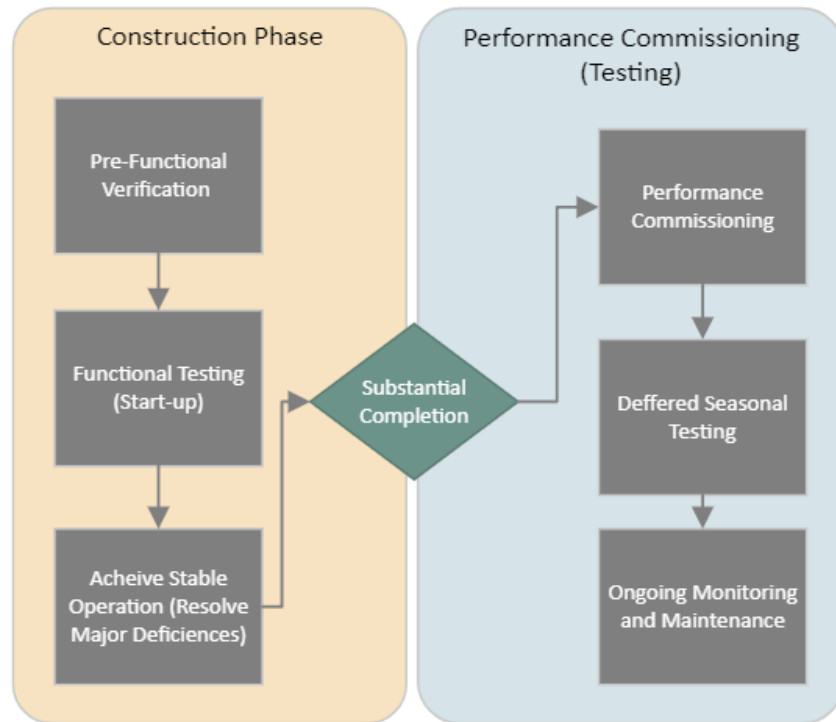 Construction Phase
Pre-Functional
Verification
Functional Testing
(Start-up)
Acheive Stable
Operation (Resolve
Major Deficiences)
Substantial
Completion
Performance Commissioning
(Testing)
Performance
Commissioning
Deffered Seasonal
Testing
Ongoing Monitoring
and Maintenance